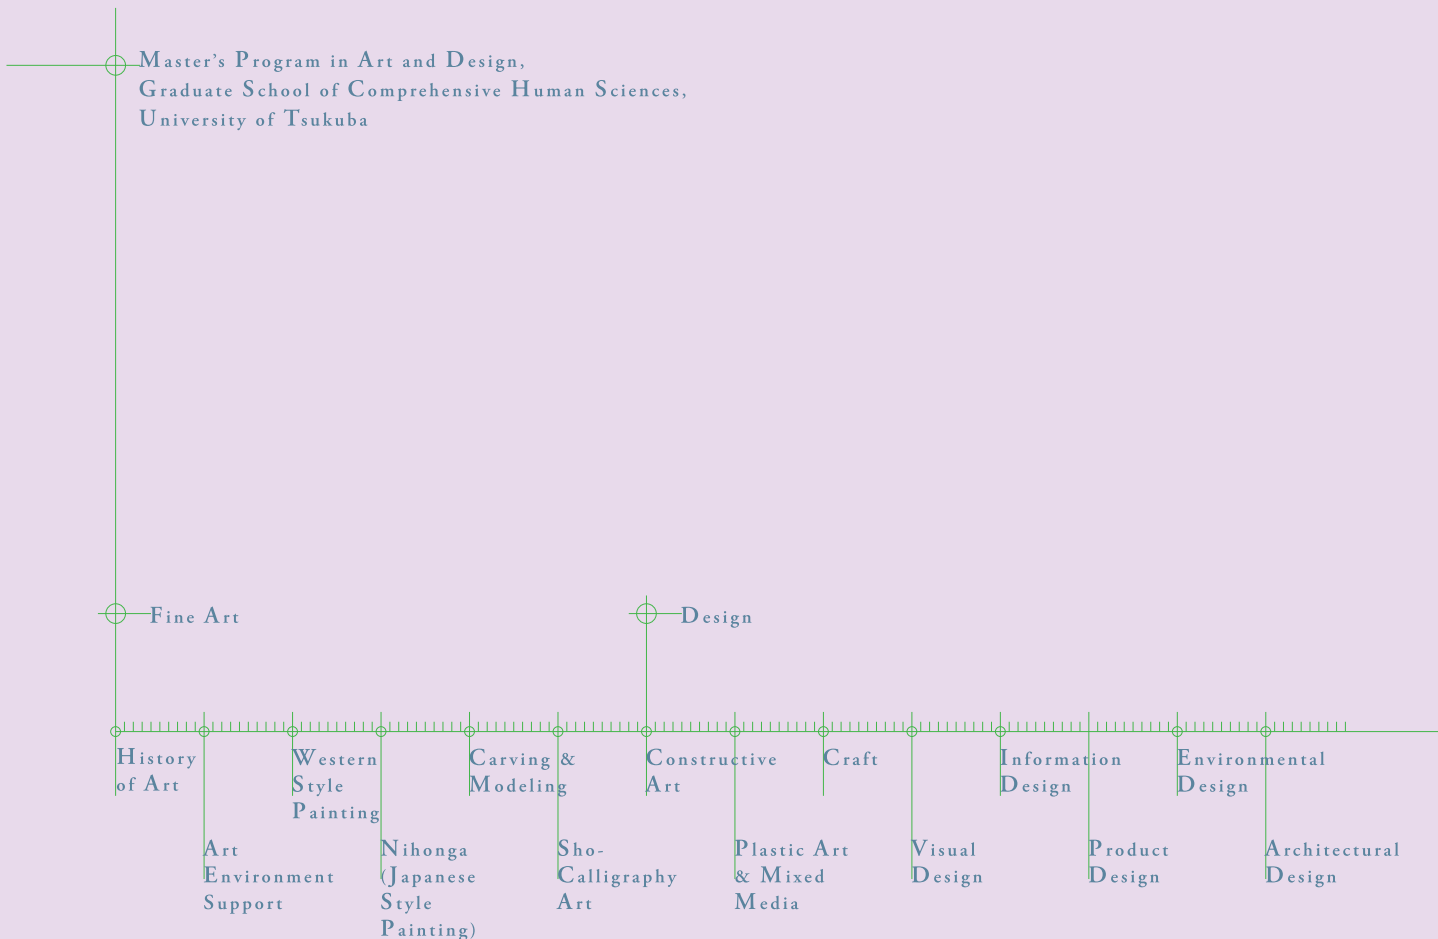 Master’s Program in Art and Design,
Graduate School of Comprehensive Human Sciences,
University of Tsukuba
Fine Art
Design
History
of Art
Western
Style
Painting
Carving &
Modeling
Constructive
Art
Craft
Information
Design
Environmental
Design
Art
Environment
Support
Nihonga
(Japanese
Style
Painting)
Sho-
Calligraphy
Art
Plastic Art
& Mixed
Media
Visual
Design
Product
Design
Architectural
Design